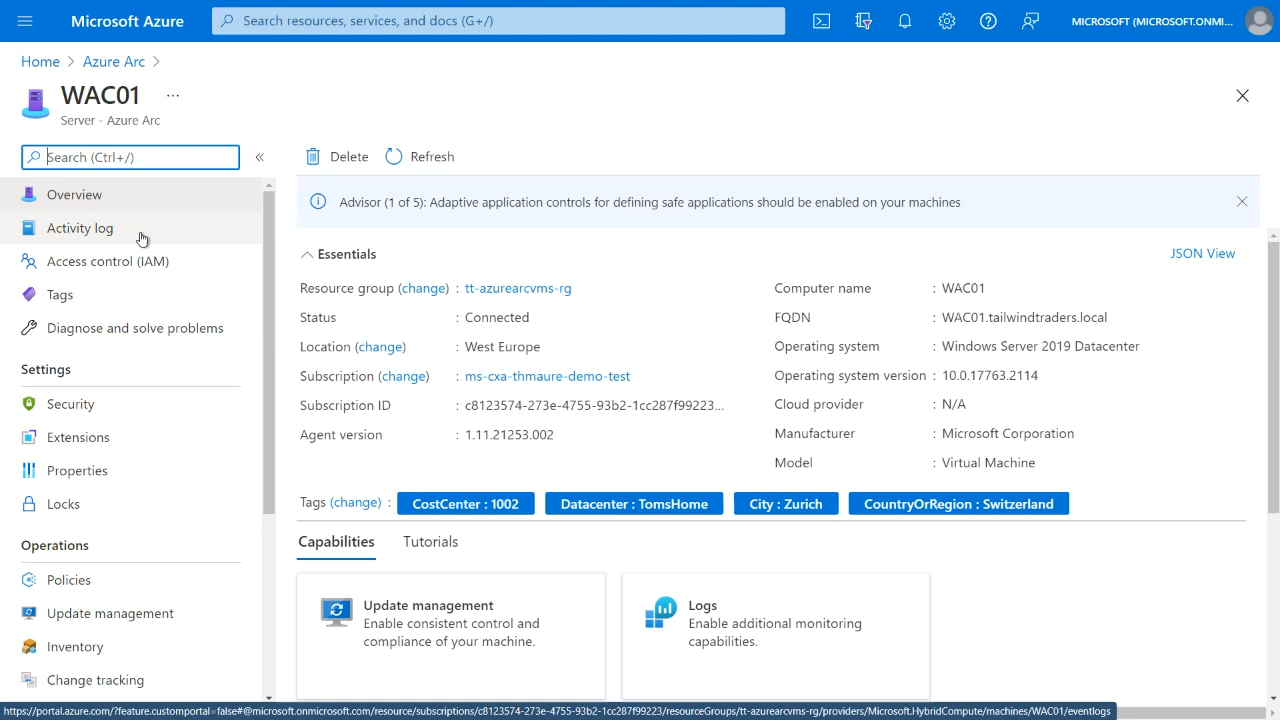 Microsoft Azure
Search resources, services, and docs (G+/)
MICROSOFT (MICROSOFT.ONMI...
Home > Azure Arc >
WAC01 ...
Server - Azure Arc
Search (Ctrl+/)
«
Overview
Activity log
Access control (IAM)
Tags
Diagnose and solve problems
Settings
Security
Extensions
Properties
Locks
Operations
Policies
Update management
Inventory
Change tracking
Delete
Refresh
Advisor (1 of 5): Adaptive application controls for defining safe applications should be enabled on your machines
Essentials
JSON View
Resource group (change) : tt-azurearcvms-rg
Status : Connected
Location (change) : West Europe
Subscription (change) : ms-cxa-thmaure-demo-test
Subscription ID : c8123574-273e-4755-93b2-1cc287f99223...
Agent version : 1.11.21253.002
Computer name : WAC01
FQDN : WAC01.tailwindtraders.local
Operating system : Windows Server 2019 Datacenter
Operating system version : 10.0.17763.2114
Cloud provider : N/A
Manufacturer : Microsoft Corporation
Model : Virtual Machine
Tags (change) : CostCenter : 1002 Datacenter : TomsHome City : Zurich CountryOrRegion : Switzerland
Capabilities
Tutorials
Update management
Enable consistent control and
compliance of your machine.
Logs
Enable additional monitoring
capabilities.
https://portal.azure.com/?feature.customportal=false#@microsoft.onmicrosoft.com/resource/subscriptions/c8123574-273e-4755-93b2-1cc287f99223/resourceGroups/tt-azurearcvms-rg/providers/Microsoft.HybridCompute/machines/WAC01/eventlogs